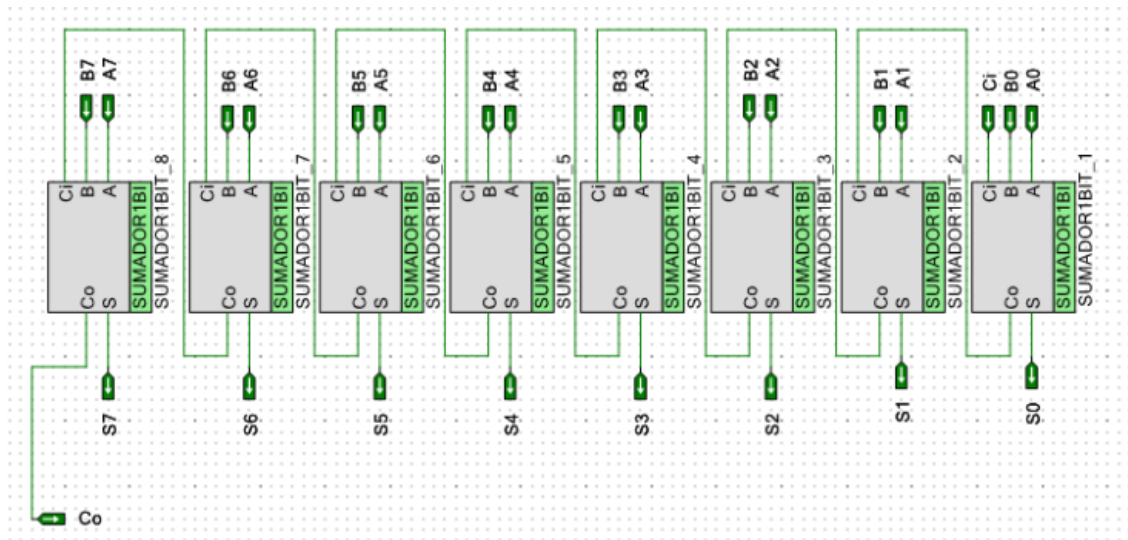 B7
A7
B6
A6
B5
A5
B4
A4
B3
A3
B2
A2
B1
A1
Ci
B0
A0
Ci
B
A
Co
S
SUMADOR1BI
SUMADOR1BIT_8
Ci
B
A
Co
S
SUMADOR1BI
SUMADOR1BIT_7
Ci
B
A
Co
S
SUMADOR1BI
SUMADOR1BIT_6
Ci
B
A
Co
S
SUMADOR1BI
SUMADOR1BIT_5
Ci
B
A
Co
S
SUMADOR1BI
SUMADOR1BIT_4
Ci
B
A
Co
S
SUMADOR1BI
SUMADOR1BIT_3
Ci
B
A
Co
S
SUMADOR1BI
SUMADOR1BIT_2
Ci
B
A
Co
S
SUMADOR1BI
SUMADOR1BIT_1
S7
S6
S5
S4
S3
S2
S1
S0
Co